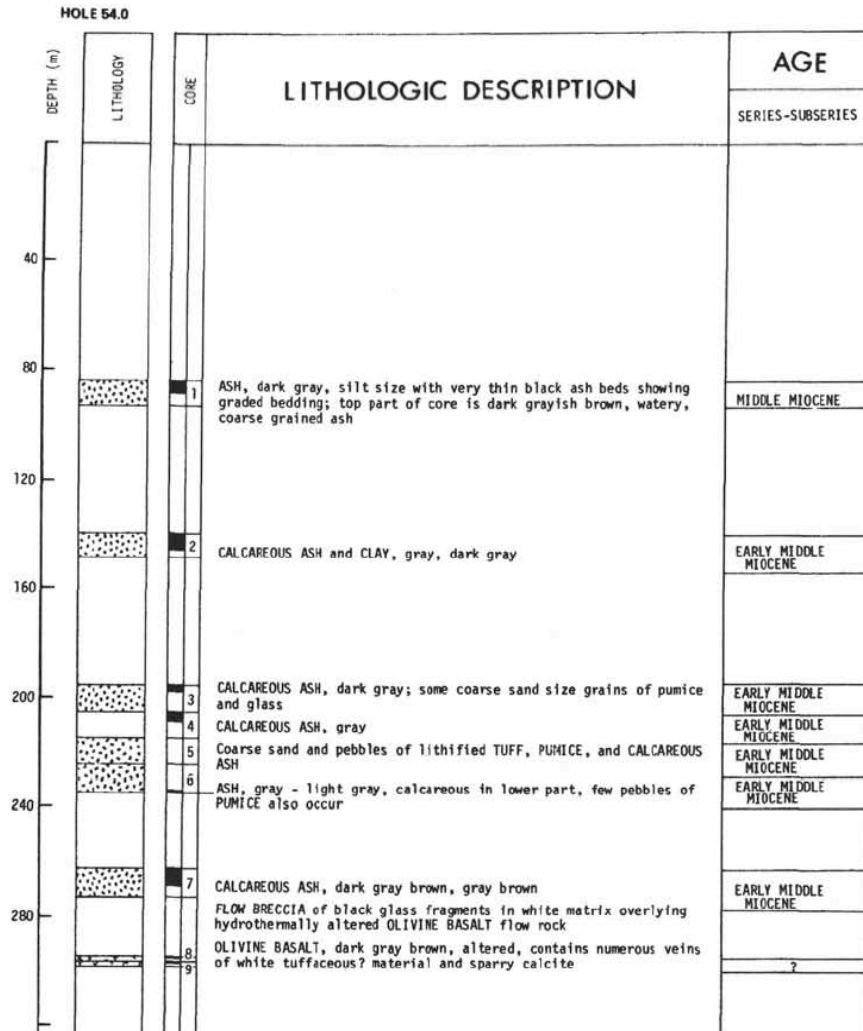 HOLE 54.0
DEPTH (m)
LITHOLOGY
CORE
LITHOLOGIC DESCRIPTION
AGE
SERIES-SUBSERIES
40
80
1
ASH, dark gray, silt size with very thin black ash beds showing
graded bedding; top part of core is dark grayish brown, watery,
coarse grained ash
MIDDLE MIOCENE
120
2
CALCAREOUS ASH and CLAY, gray, dark gray
EARLY MIDDLE
MIOCENE
160
200
3
CALCAREOUS ASH, dark gray; some coarse sand size grains of pumice
and glass
EARLY MIDDLE
MIOCENE
4
CALCAREOUS ASH, gray
EARLY MIDDLE
MIOCENE
5
Coarse sand and pebbles of lithified TUFF, PUMICE, and CALCAREOUS
ASH
EARLY MIDDLE
MIOCENE
6
240
ASH, gray - light gray, calcareous in lower part, few pebbles of
PUMICE also occur
EARLY MIDDLE
MIOCENE
7
CALCAREOUS ASH, dark gray brown, gray brown
EARLY MIDDLE
MIOCENE
280
FLOW BRECCIA of black glass fragments in white matrix overlying
hydrothermally altered OLIVINE BASALT flow rock
8
OLIVINE BASALT, dark gray brown, altered, contains numerous veins
of white tuffaceous? material and sparry calcite
9
?